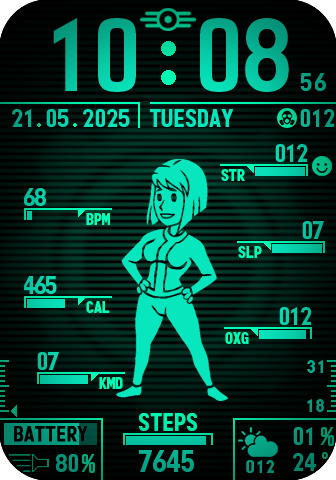 10:08 56
21.05.2025 TUESDAY 012
012
STR
68
BPM
07
SLP
465
CAL
012
OXG
07
KMD
31
18
BATTERY
80%
STEPS
7645
01 %
012 24 °